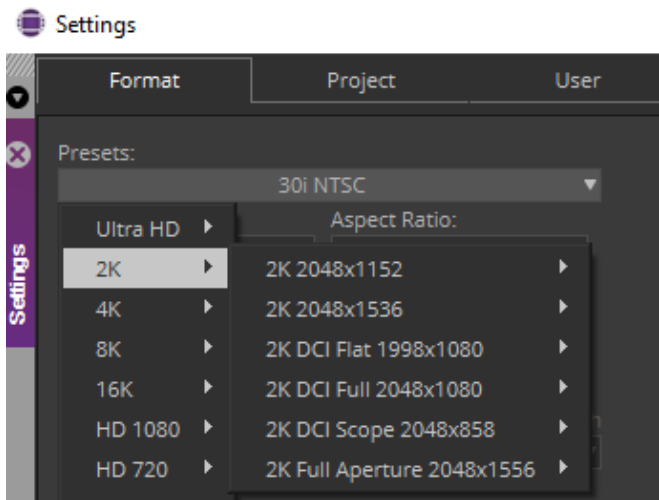 Settings
Format Project User
Presets:
30i NTSC
Aspect Ratio:
Settings
Ultra HD
2K
4K
8K
16K
HD 1080
HD 720
2K 2048x1152
2K 2048x1536
2K DCI Flat 1998x1080
2K DCI Full 2048x1080
2K DCI Scope 2048x858
2K Full Aperture 2048x1556